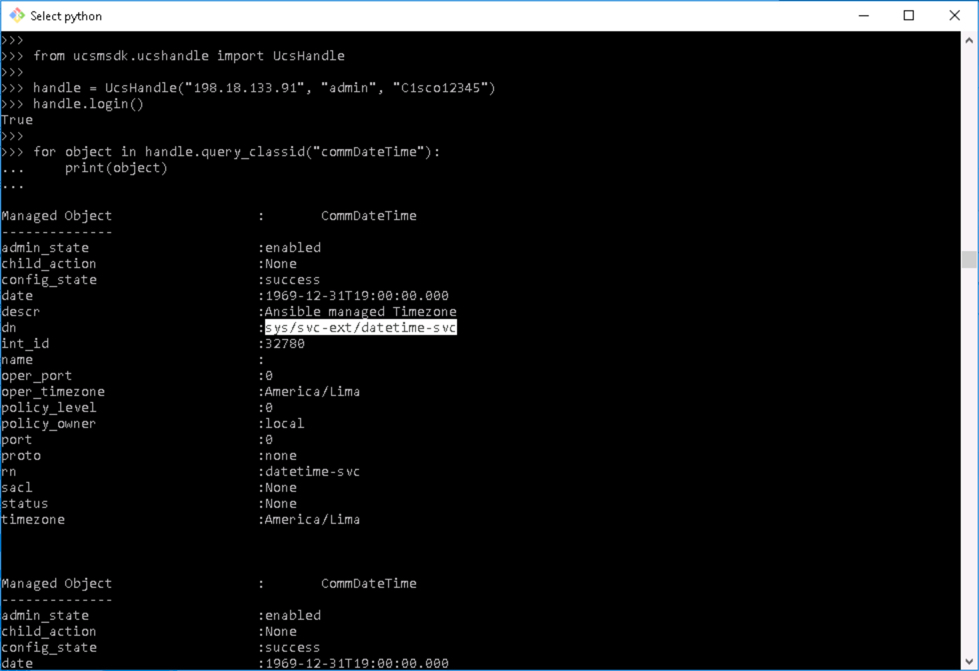 Select python
>>>
>>> from ucsmsdk.ucshandle import UcsHandle
>>>
>>> handle = UcsHandle("198.18.133.91", "admin", "C1sco12345")
>>> handle.login()
True
>>>
>>> for object in handle.query_classid("commDateTime"):
...     print(object)
...
Managed Object                  :       CommDateTime
--------------
admin_state                     :enabled
child_action                    :None
config_state                    :success
date                            :1969-12-31T19:00:00.000
descr                           :Ansible managed Timezone
dn                              :sys/svc-ext/datetime-svc
int_id                          :32780
name                            :
oper_port                       :0
oper_timezone                   :America/Lima
policy_level                    :0
policy_owner                    :local
port                            :0
proto                           :none
rn                              :datetime-svc
sacl                            :None
status                          :None
timezone                        :America/Lima
Managed Object                  :       CommDateTime
--------------
admin_state                     :enabled
child_action                    :None
config_state                    :success
date                            :1969-12-31T19:00:00.000